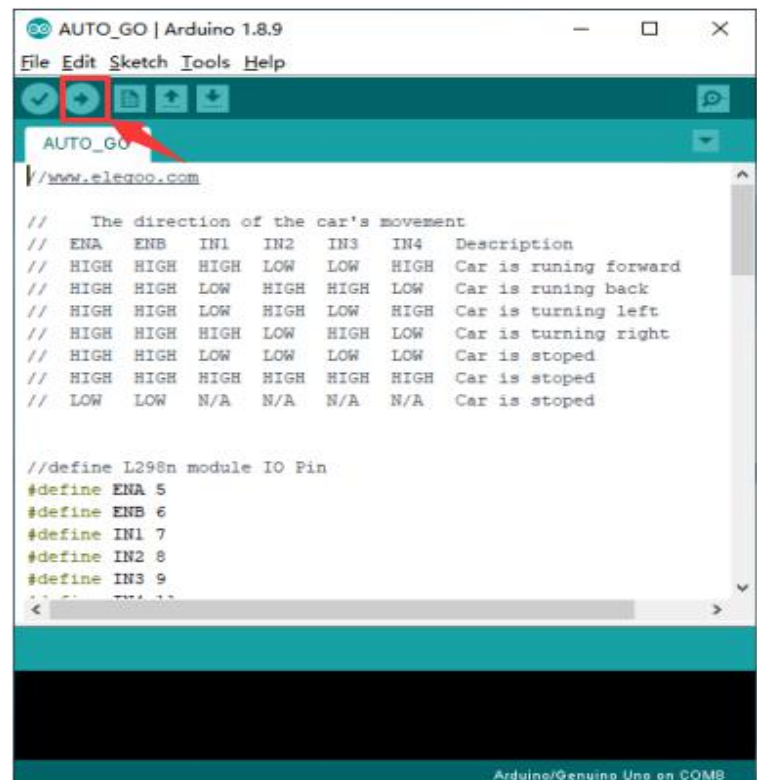 AUTO_GO | Arduino 1.8.9
File Edit Sketch Tools Help
AUTO_GO
//www.elegoo.com
//    The direction of the car's movement
//  ENA   ENB   IN1   IN2   IN3   IN4   Description
//  HIGH  HIGH  HIGH  LOW   LOW   HIGH  Car is runing forward
//  HIGH  HIGH  LOW   HIGH  HIGH  LOW   Car is runing back
//  HIGH  HIGH  LOW   HIGH  LOW   HIGH  Car is turning left
//  HIGH  HIGH  HIGH  LOW   HIGH  LOW   Car is turning right
//  HIGH  HIGH  LOW   LOW   LOW   LOW   Car is stoped
//  HIGH  HIGH  HIGH  HIGH  HIGH  HIGH  Car is stoped
//  LOW   LOW   N/A   N/A   N/A   N/A   Car is stoped
//define L298n module IO Pin
#define ENA 5
#define ENB 6
#define IN1 7
#define IN2 8
#define IN3 9
Arduino/Genuino Uno on COM8